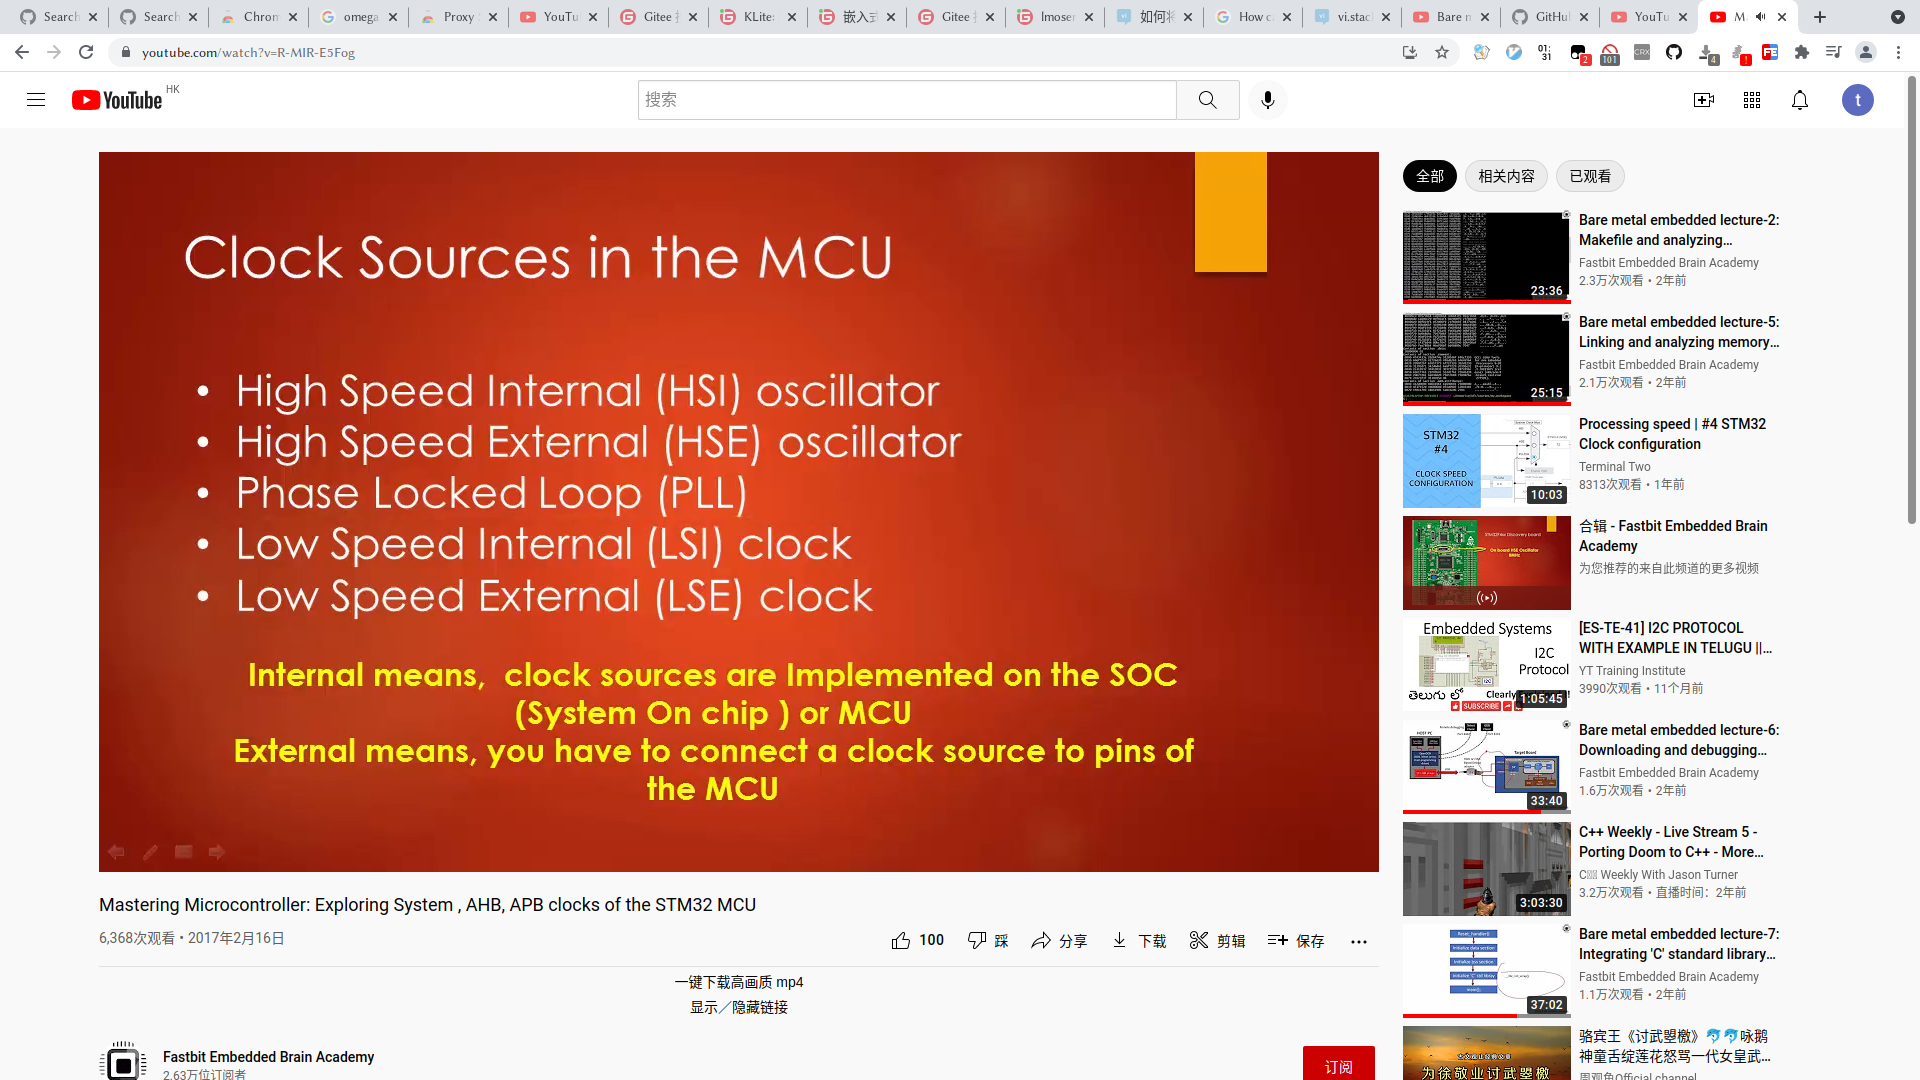 Search
Search
Chrom
omega
Proxy
YouTu
Gitee
KLite
嵌入式
Gitee
lmoser
如何将
How c
vi.stac
Bare m
GitHu
YouTu
youtube.com/watch?v=R-MIR-E5Fog
YouTube HK
搜索
t
全部 相关内容 已观看
Clock Sources in the MCU
• High Speed Internal (HSI) oscillator
• High Speed External (HSE) oscillator
• Phase Locked Loop (PLL)
• Low Speed Internal (LSI) clock
• Low Speed External (LSE) clock
Internal means, clock sources are Implemented on the SOC
(System On chip ) or MCU
External means, you have to connect a clock source to pins of
the MCU
Mastering Microcontroller: Exploring System , AHB, APB clocks of the STM32 MCU
6,368次观看 • 2017年2月16日
100 踩 分享 下载 剪辑 保存
一键下载高画质 mp4
显示／隐藏链接
Fastbit Embedded Brain Academy
2.63万位订阅者
订阅
23:36
Bare metal embedded lecture-2:
Makefile and analyzing…
Fastbit Embedded Brain Academy
2.3万次观看 • 2年前
25:15
Bare metal embedded lecture-5:
Linking and analyzing memory…
Fastbit Embedded Brain Academy
2.1万次观看 • 2年前
STM32
#4
CLOCK SPEED
CONFIGURATION
10:03
Processing speed | #4 STM32
Clock configuration
Terminal Two
8313次观看 • 1年前
合辑 - Fastbit Embedded Brain
Academy
为您推荐的来自此频道的更多视频
Embedded Systems
I2C
Protocol
తెలుగు లో
SUBSCRIBE
1:05:45
[ES-TE-41] I2C PROTOCOL
WITH EXAMPLE IN TELUGU ||…
YT Training Institute
3990次观看 • 11个月前
33:40
Bare metal embedded lecture-6:
Downloading and debugging…
Fastbit Embedded Brain Academy
1.6万次观看 • 2年前
3:03:30
C++ Weekly - Live Stream 5 -
Porting Doom to C++ - More…
Weekly With Jason Turner
3.2万次观看 • 直播时间：2年前
37:02
Bare metal embedded lecture-7:
Integrating 'C' standard library…
Fastbit Embedded Brain Academy
1.1万次观看 • 2年前
为徐敬业讨武曌檄
骆宾王《讨武曌檄》🐬🐬咏鹅
神童舌绽莲花怒骂一代女皇武…
Official channel